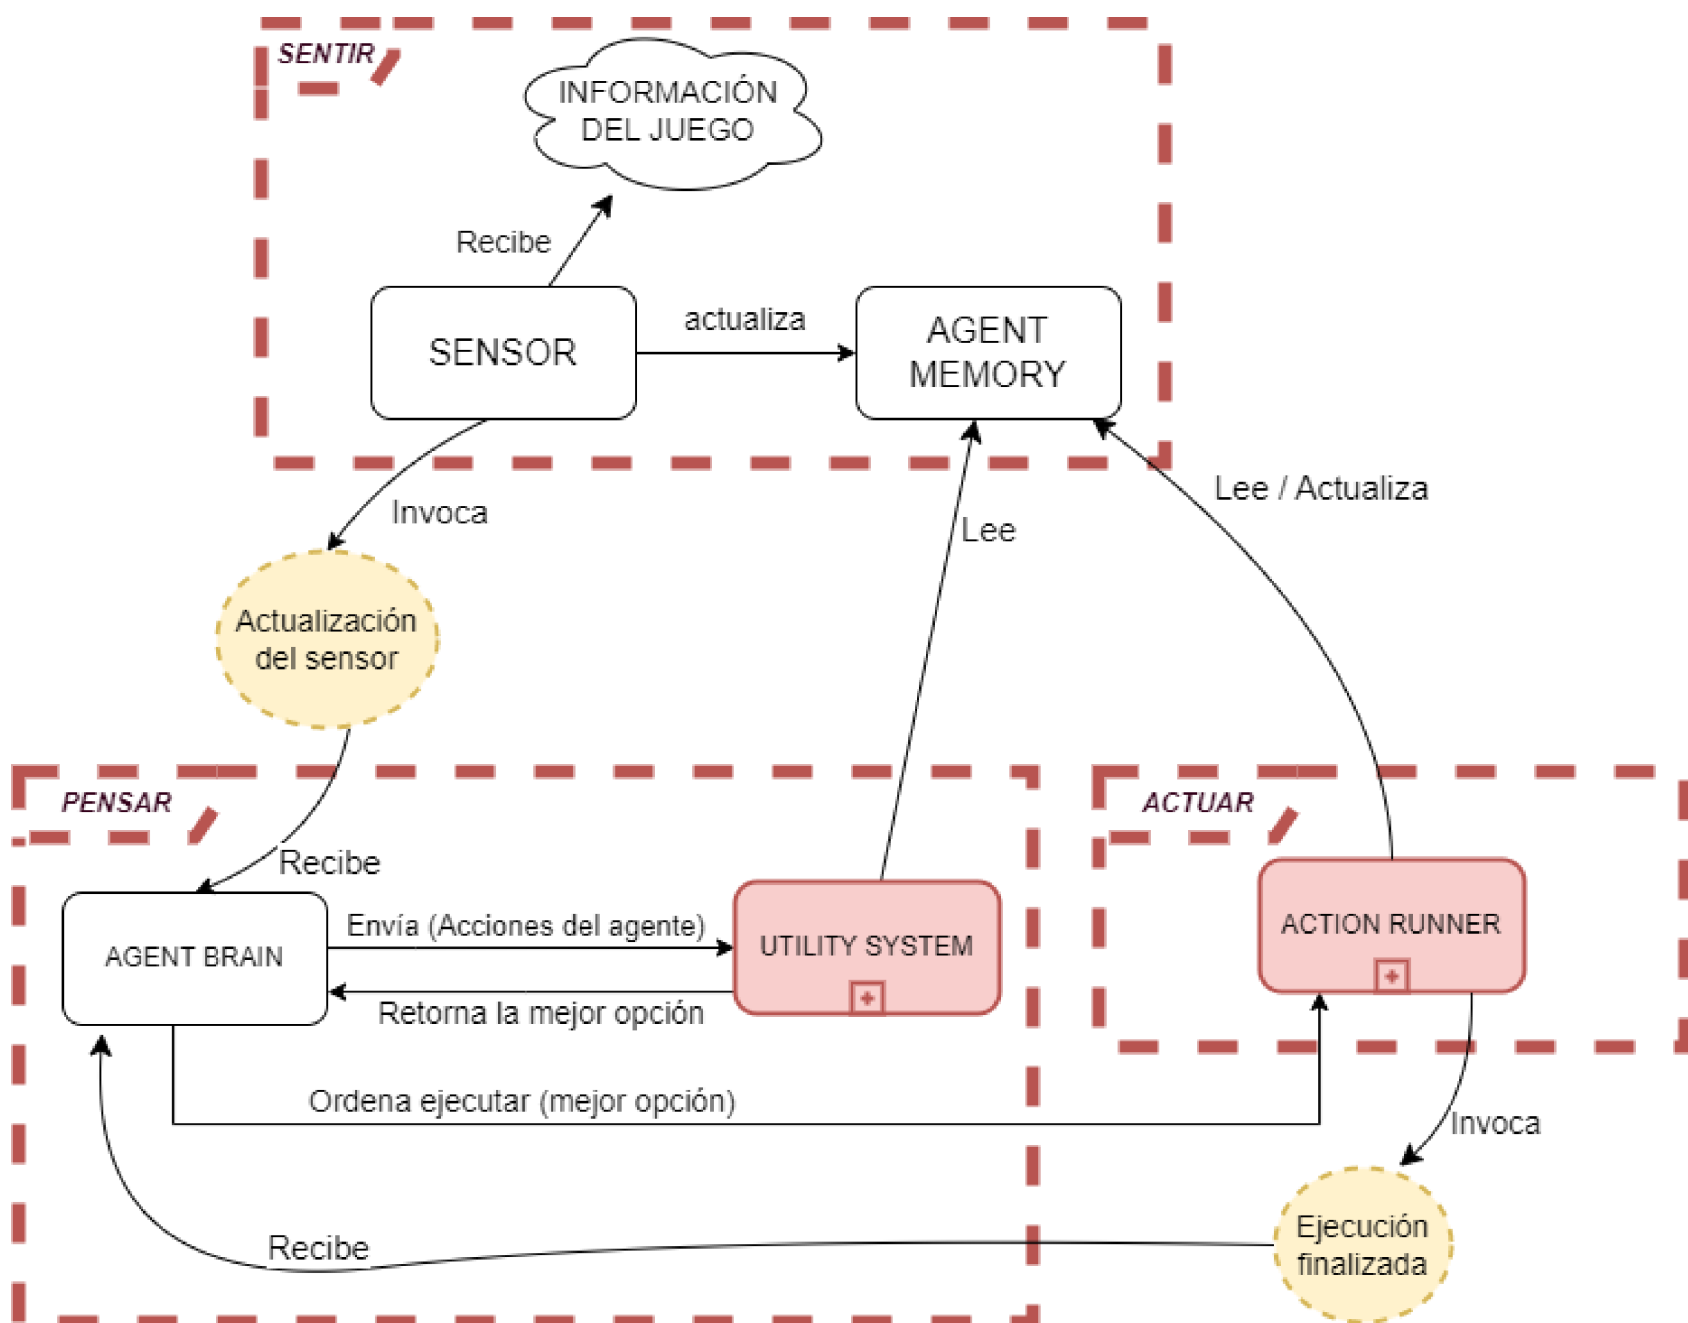 SENTIR
INFORMACIÓN
DEL JUEGO
Recibe
SENSOR
actualiza
AGENT
MEMORY
Invoca
Lee
Lee / Actualiza
Actualización
del sensor
PENSAR
ACTUAR
Recibe
AGENT BRAIN
Envía (Acciones del agente)
Retorna la mejor opción
UTILITY SYSTEM
ACTION RUNNER
Ordena ejecutar (mejor opción)
Invoca
Recibe
Ejecución
finalizada